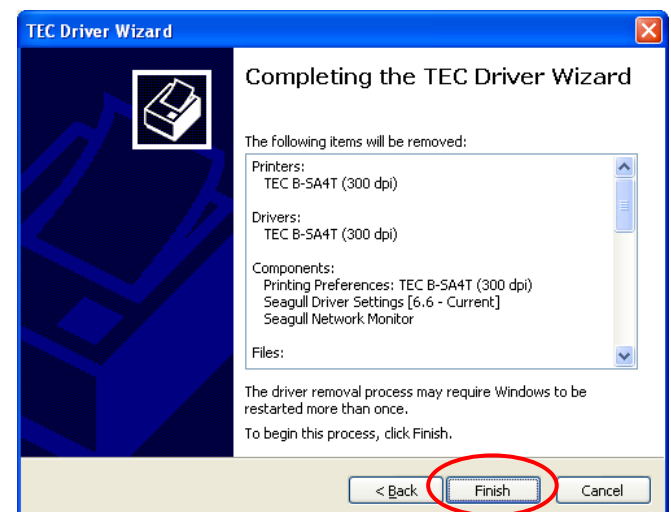 TEC Driver Wizard
Completing the TEC Driver Wizard
The following items will be removed:
Printers:
TEC B-SA4T (300 dpi)
Drivers:
TEC B-SA4T (300 dpi)
Components:
Printing Preferences: TEC B-SA4T (300 dpi)
Seagull Driver Settings [6.6 - Current]
Seagull Network Monitor
Files:
The driver removal process may require Windows to be
restarted more than once.
To begin this process, click Finish.
< Back Finish Cancel